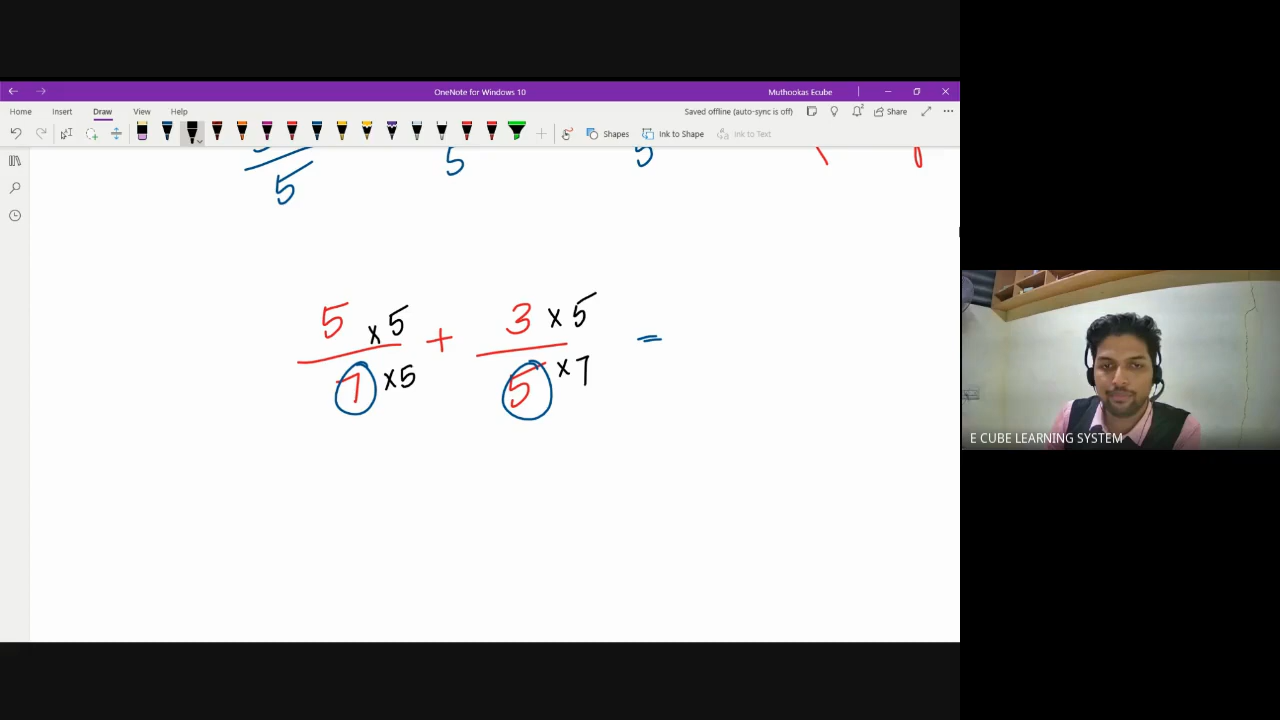 OneNote for Windows 10
Muthookas Ecube
Home Insert Draw View Help
Saved offline (auto-sync is off)
Share
Shapes
Ink to Shape
Ink to Text
5 5
5
5 × 5 + 3 × 5 =
7 × 5 5 × 7
E CUBE LEARNING SYSTEM